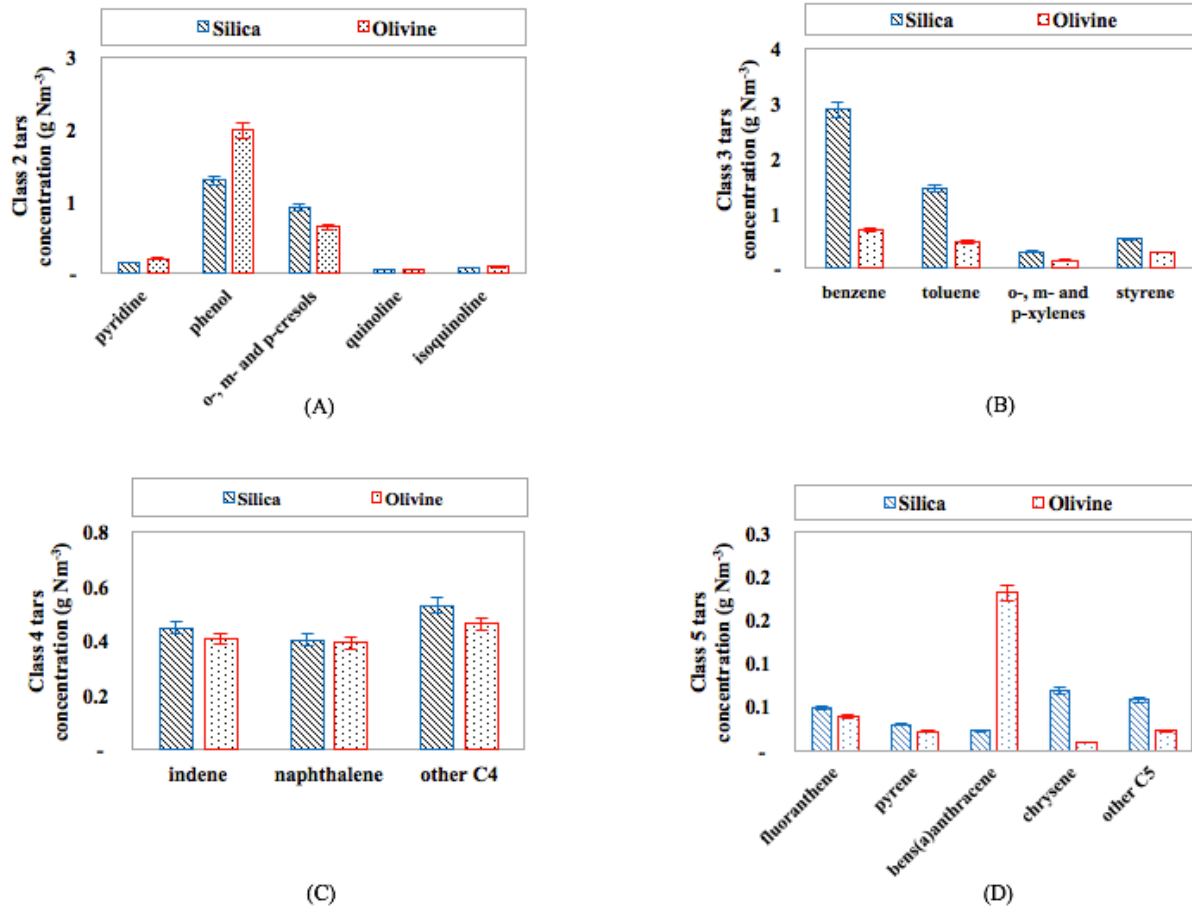 Silica Olivine
Class 2 tars
concentration (g Nm⁻³)
3
2
1
-
pyridine
phenol
o-, m- and p-cresols
quinoline
isoquinoline
(A)
Silica Olivine
Class 3 tars
concentration (g Nm⁻³)
4
3
2
1
-
benzene toluene o-, m- and styrene
p-xylenes
(B)
Silica Olivine
Class 4 tars
concentration (g Nm⁻³)
0.8
0.6
0.4
0.2
-
indene naphthalene other C4
(C)
Silica Olivine
Class 5 tars
concentration (g Nm⁻³)
0.3
0.2
0.2
0.1
0.1
-
fluoranthene
pyrene
bens(a)anthracene
chrysene
other C5
(D)